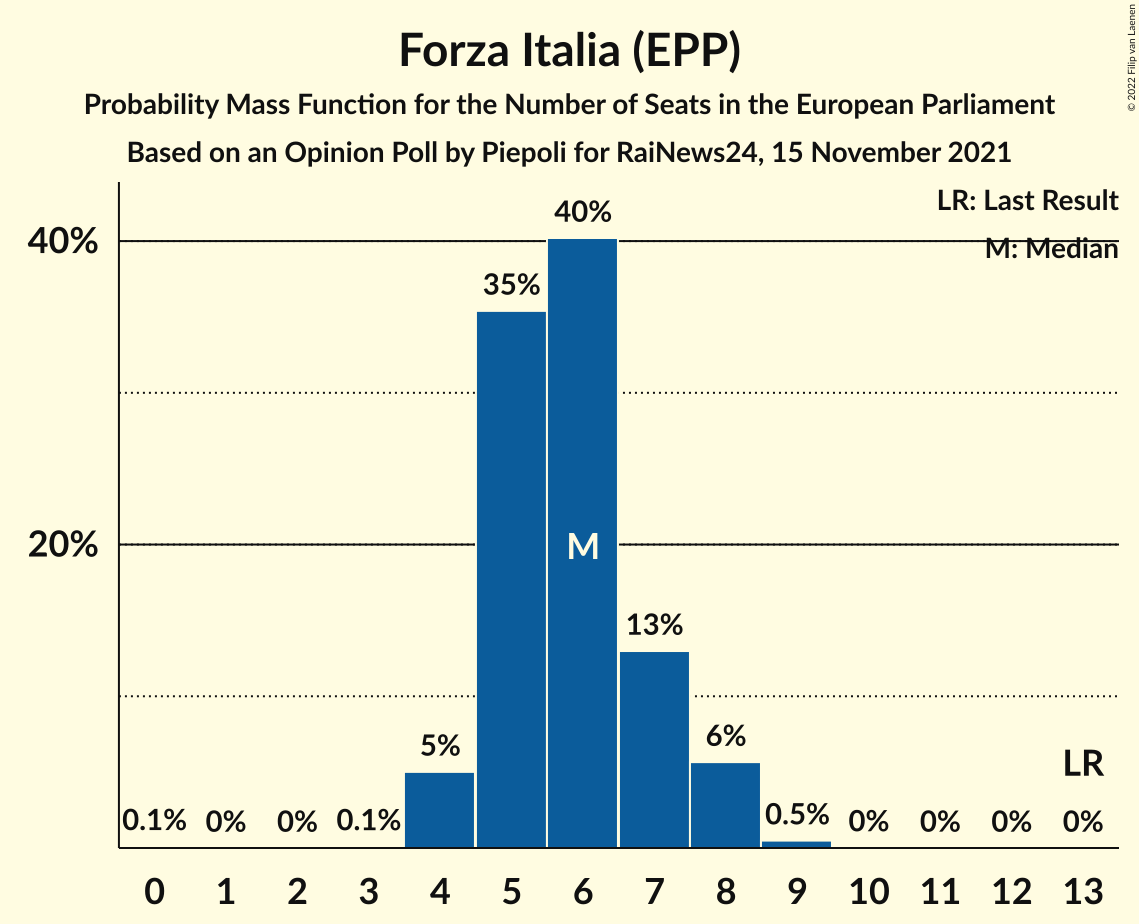 Forza Italia (EPP)
Probability Mass Function for the Number of Seats in the European Parliament
Based on an Opinion Poll by Piepoli for RaiNews24, 15 November 2021
© 2022 Filip van Laenen
LR: Last Result
M: Median
40%
20%
0.1%
0%
0%
0.1%
5%
35%
40%
M
13%
6%
0.5%
0%
0%
0%
LR
0%
0 1 2 3 4 5 6 7 8 9 10 11 12 13